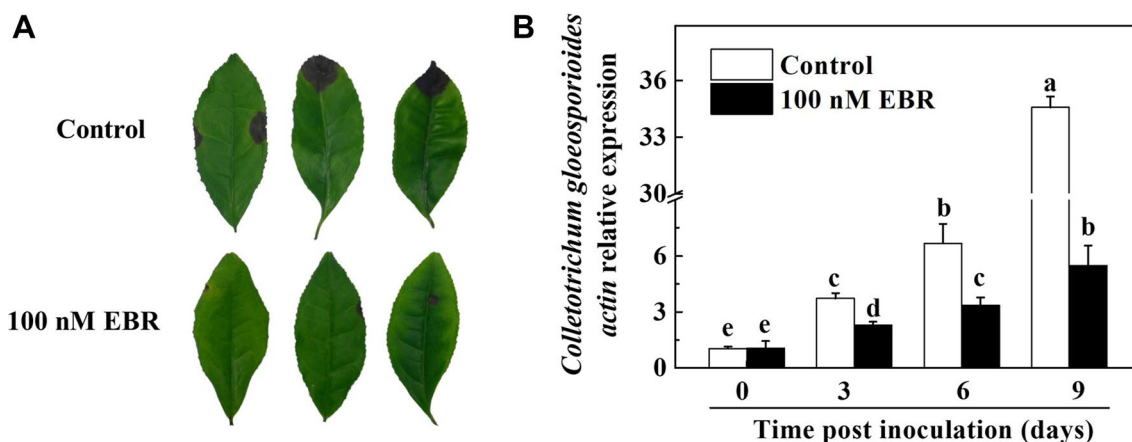 A
Control
100 nM EBR
B
Colletotrichum gloeosporioides
actin relative expression
Control
100 nM EBR
36
33
30
6
3
0
e
e
c
d
b
c
a
b
0
3
6
9
Time post inoculation (days)